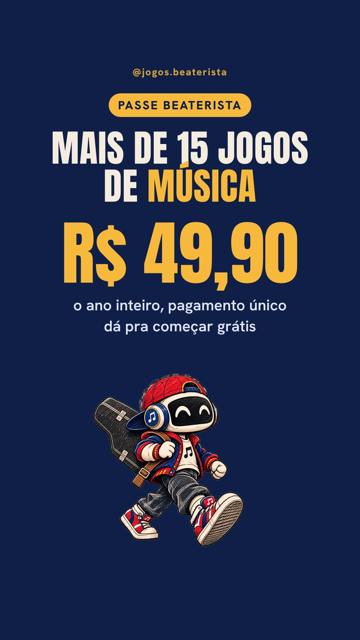 @jogos.beaterista
PASSE BEATERISTA
MAIS DE 15 JOGOS
DE MÚSICA
R$ 49,90
o ano inteiro, pagamento único
dá pra começar grátis